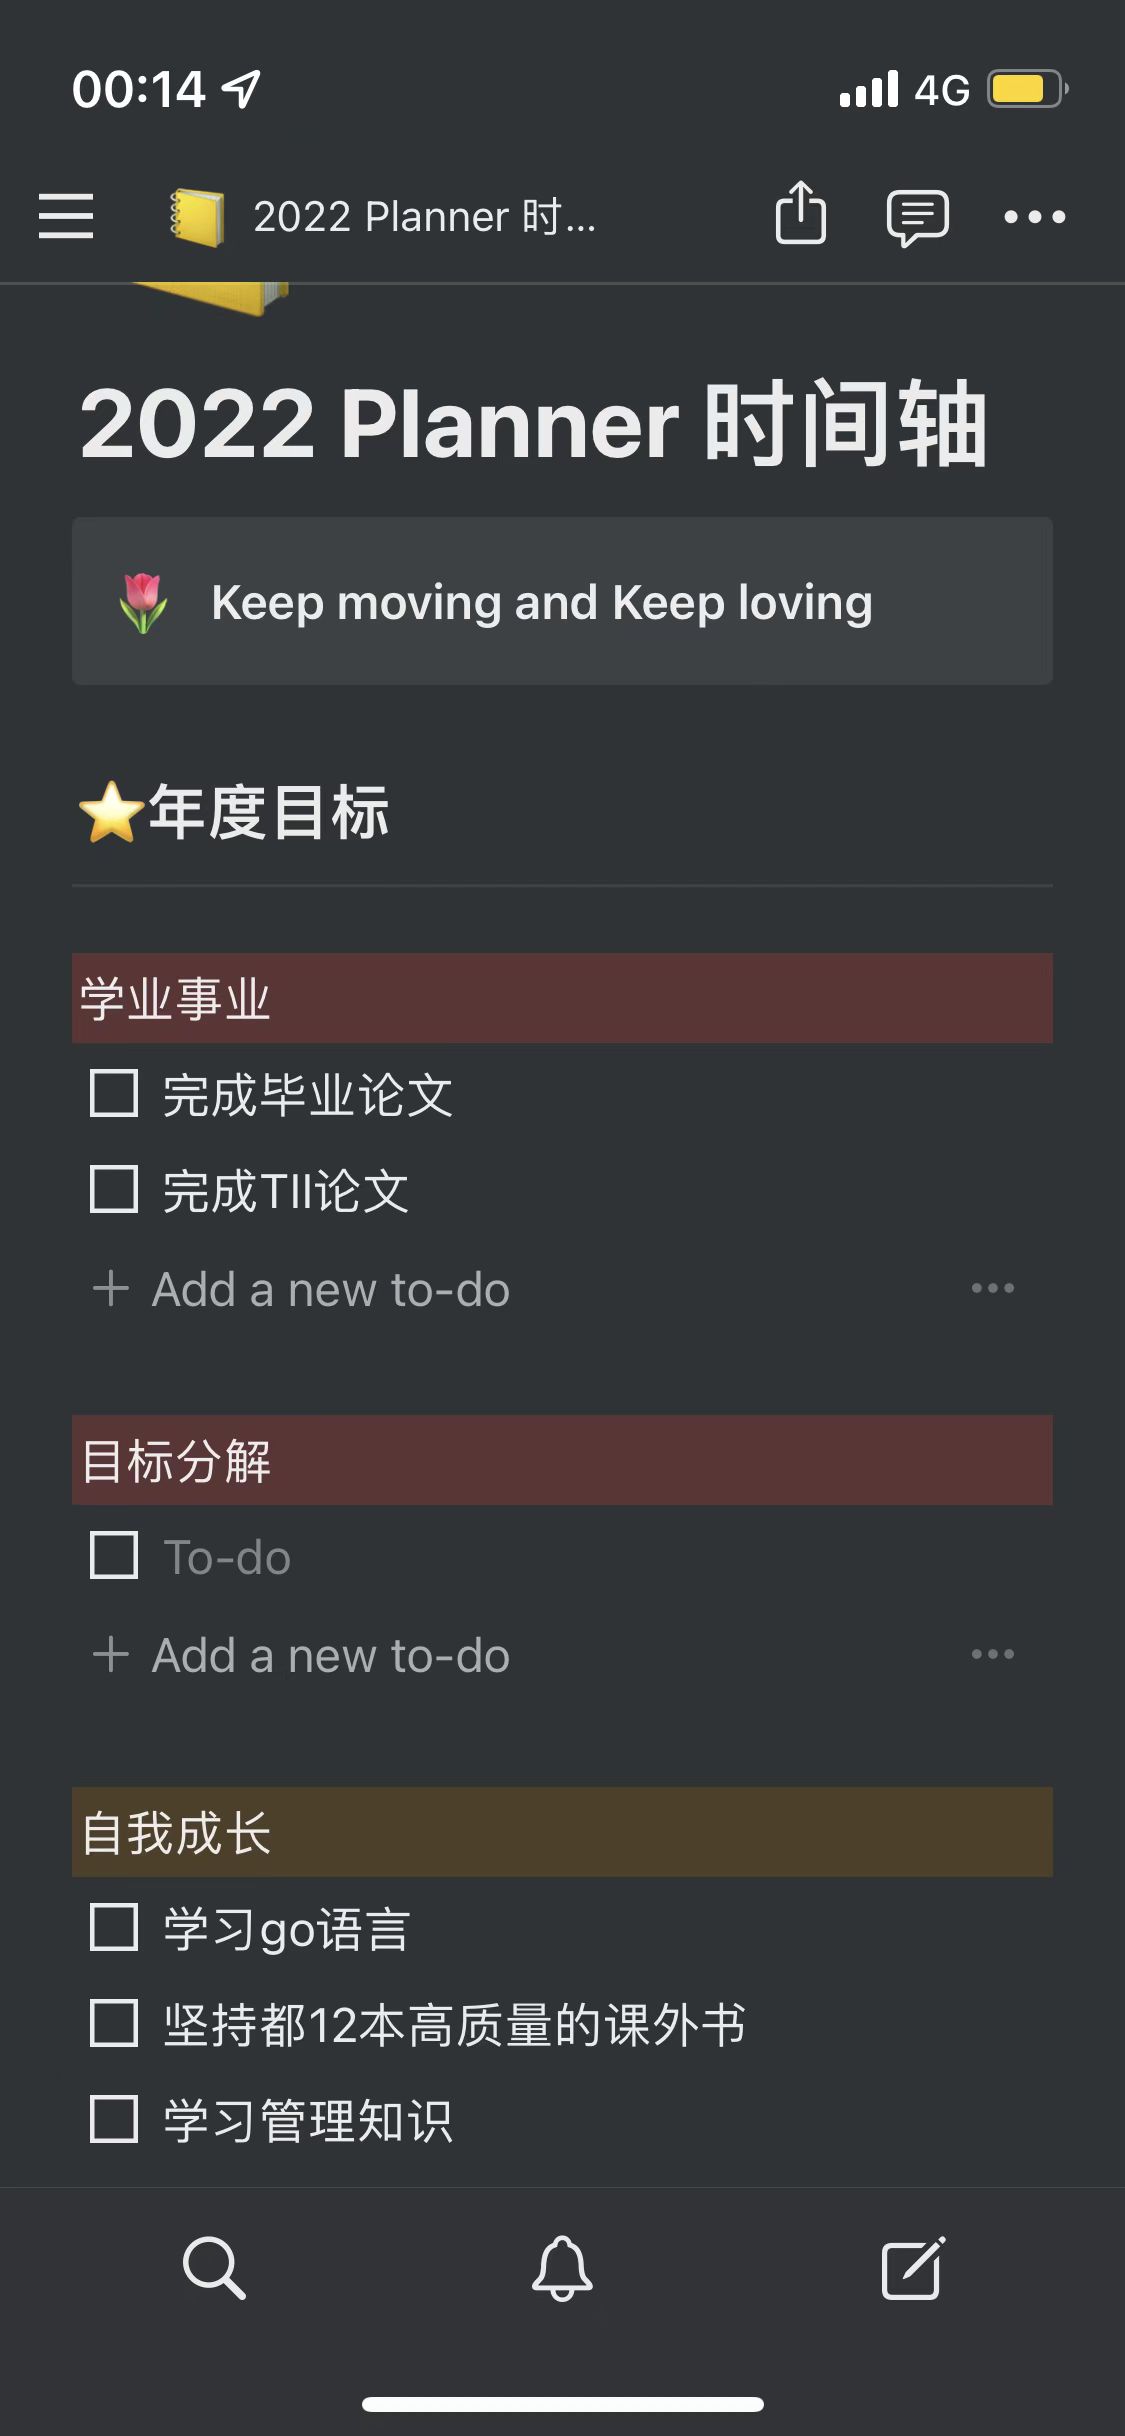 00:14
4G
2022 Planner 时...
2022 Planner 时间轴
Keep moving and Keep loving
年度目标
学业事业
完成毕业论文
完成TII论文
+ Add a new to-do
目标分解
To-do
+ Add a new to-do
自我成长
学习go语言
坚持都12本高质量的课外书
学习管理知识